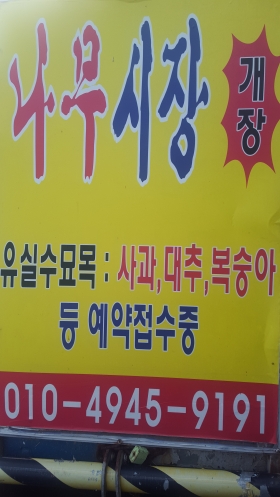 나무시장
개장
유실수묘목 : 사과,대추,복숭아
등 예약접수중
010-4945-9191